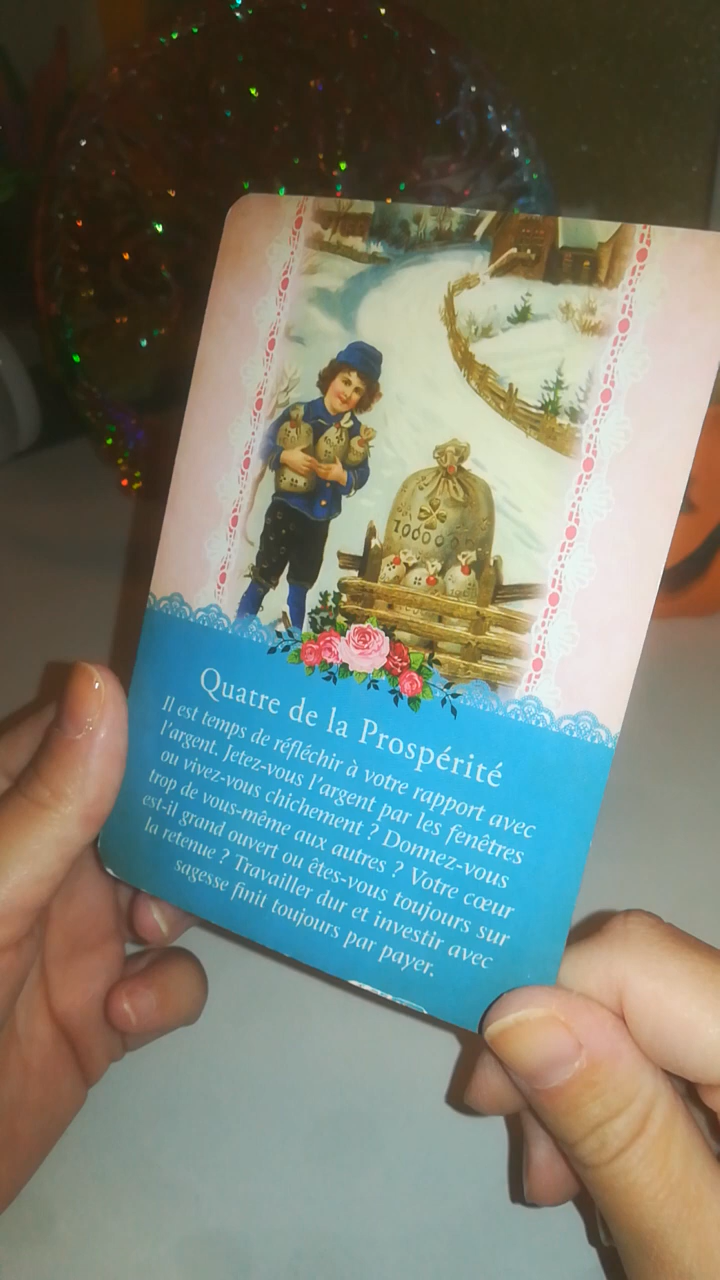 10000
Quatre de la Prospérité
Il est temps de réfléchir à votre rapport avec
l'argent. Jetez-vous l'argent par les fenêtres
ou vivez-vous chichement ? Donnez-vous
trop de vous-même aux autres ? Votre cœur
est-il grand ouvert ou êtes-vous toujours sur
la retenue ? Travailler dur et investir avec
sagesse finit toujours par payer.